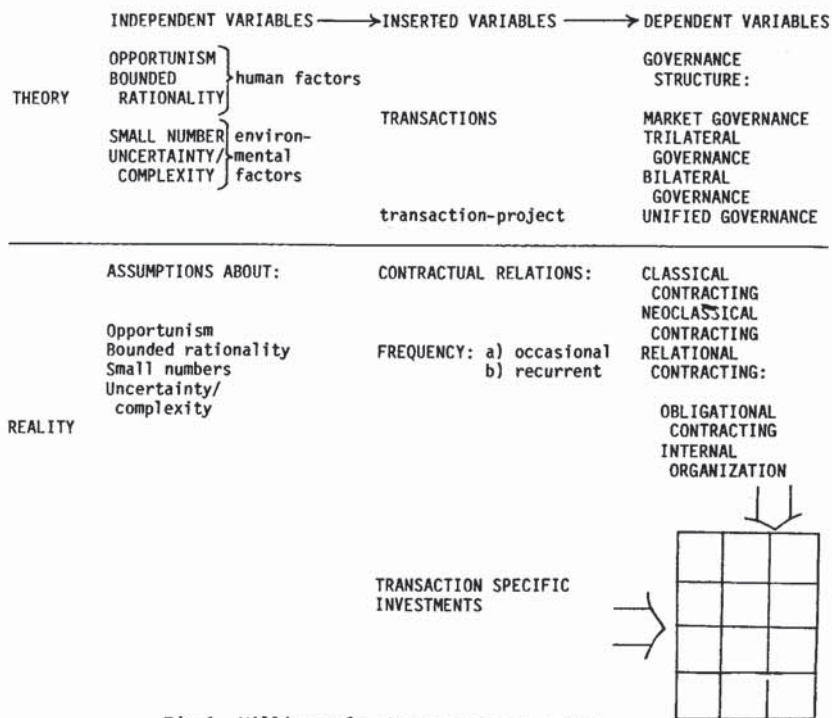 INDEPENDENT VARIABLES → INSERTED VARIABLES → DEPENDENT VARIABLES
THEORY
OPPORTUNISM
BOUNDED
RATIONALITY
human factors
SMALL NUMBER
UNCERTAINTY/
COMPLEXITY
environ-
mental
factors
TRANSACTIONS
transaction-project
GOVERNANCE
STRUCTURE:
MARKET GOVERNANCE
TRILATERAL
GOVERNANCE
BILATERAL
GOVERNANCE
UNIFIED GOVERNANCE
REALITY
ASSUMPTIONS ABOUT:
Opportunism
Bounded rationality
Small numbers
Uncertainty/
complexity
CONTRACTUAL RELATIONS:
FREQUENCY: a) occasional
b) recurrent
TRANSACTION SPECIFIC
INVESTMENTS
CLASSICAL
CONTRACTING
NEOCLASSICAL
CONTRACTING
RELATIONAL
CONTRACTING:
OBLIGATIONAL
CONTRACTING
INTERNAL
ORGANIZATION